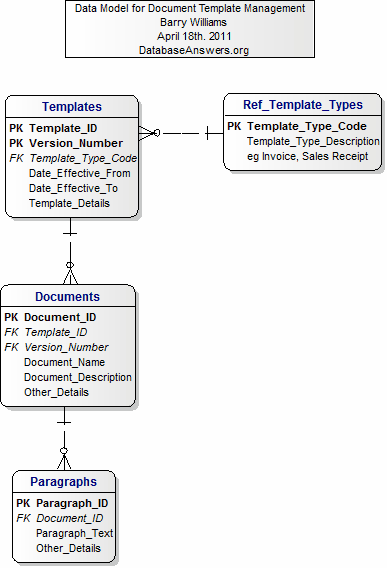 Data Model for Document Template Management
Barry Williams
April 18th. 2011
DatabaseAnswers.org
Templates
PK Template_ID
PK Version_Number
FK Template_Type_Code
Date_Effective_From
Date_Effective_To
Template_Details
Ref_Template_Types
PK Template_Type_Code
Template_Type_Description
eg Invoice, Sales Receipt
Documents
PK Document_ID
FK Template_ID
FK Version_Number
Document_Name
Document_Description
Other_Details
Paragraphs
PK Paragraph_ID
FK Document_ID
Paragraph_Text
Other_Details